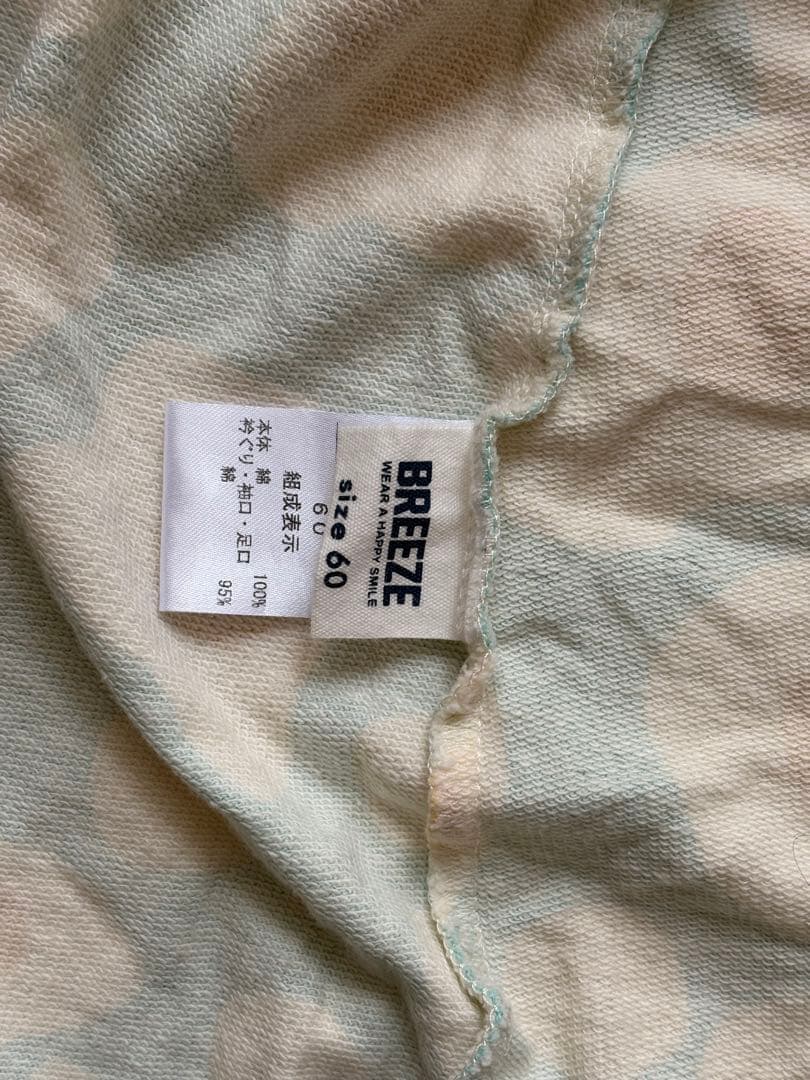 BREEZE
WEAR A HAPPY SMILE
size 60
60
組成表示
本体 綿 100%
衿ぐり・袖口・足口
綿 95%